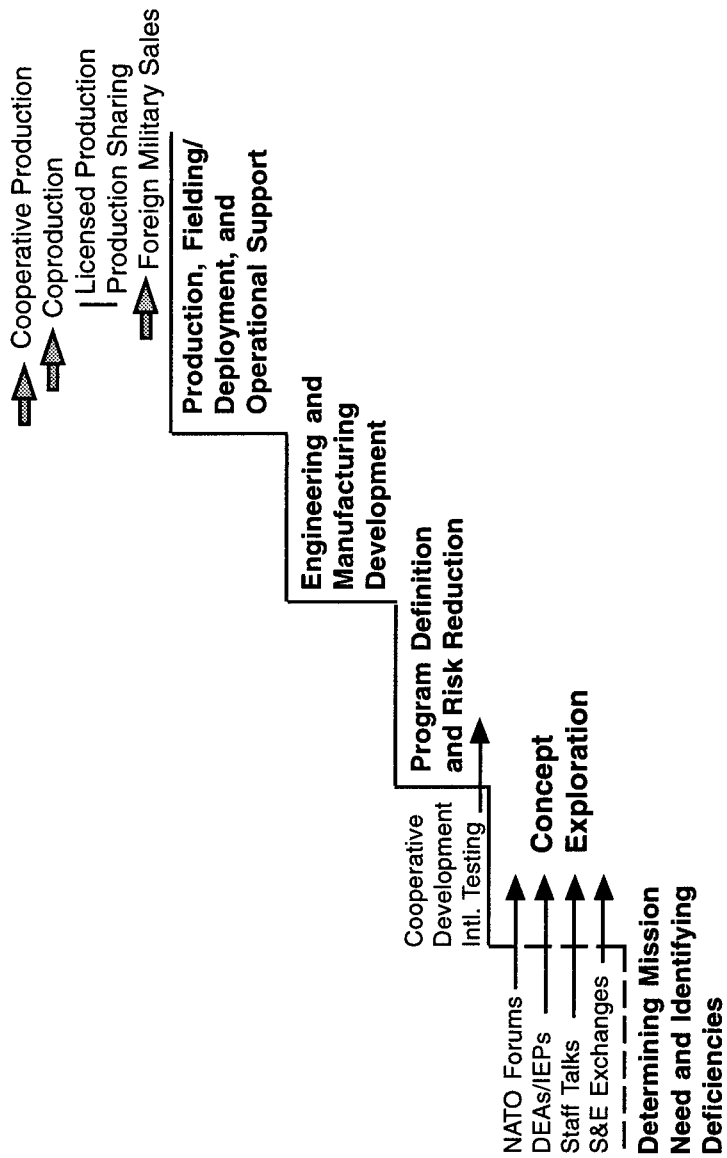 Cooperative Production
Coproduction
Licensed Production
Production Sharing
Foreign Military Sales
Production, Fielding/
Deployment, and
Operational Support
Engineering and
Manufacturing
Development
Program Definition
and Risk Reduction
Cooperative
Development
Intl. Testing
Concept
Exploration
NATO Forums
DEAs/IEPs
Staff Talks
S&E Exchanges
Determining Mission
Need and Identifying
Deficiencies